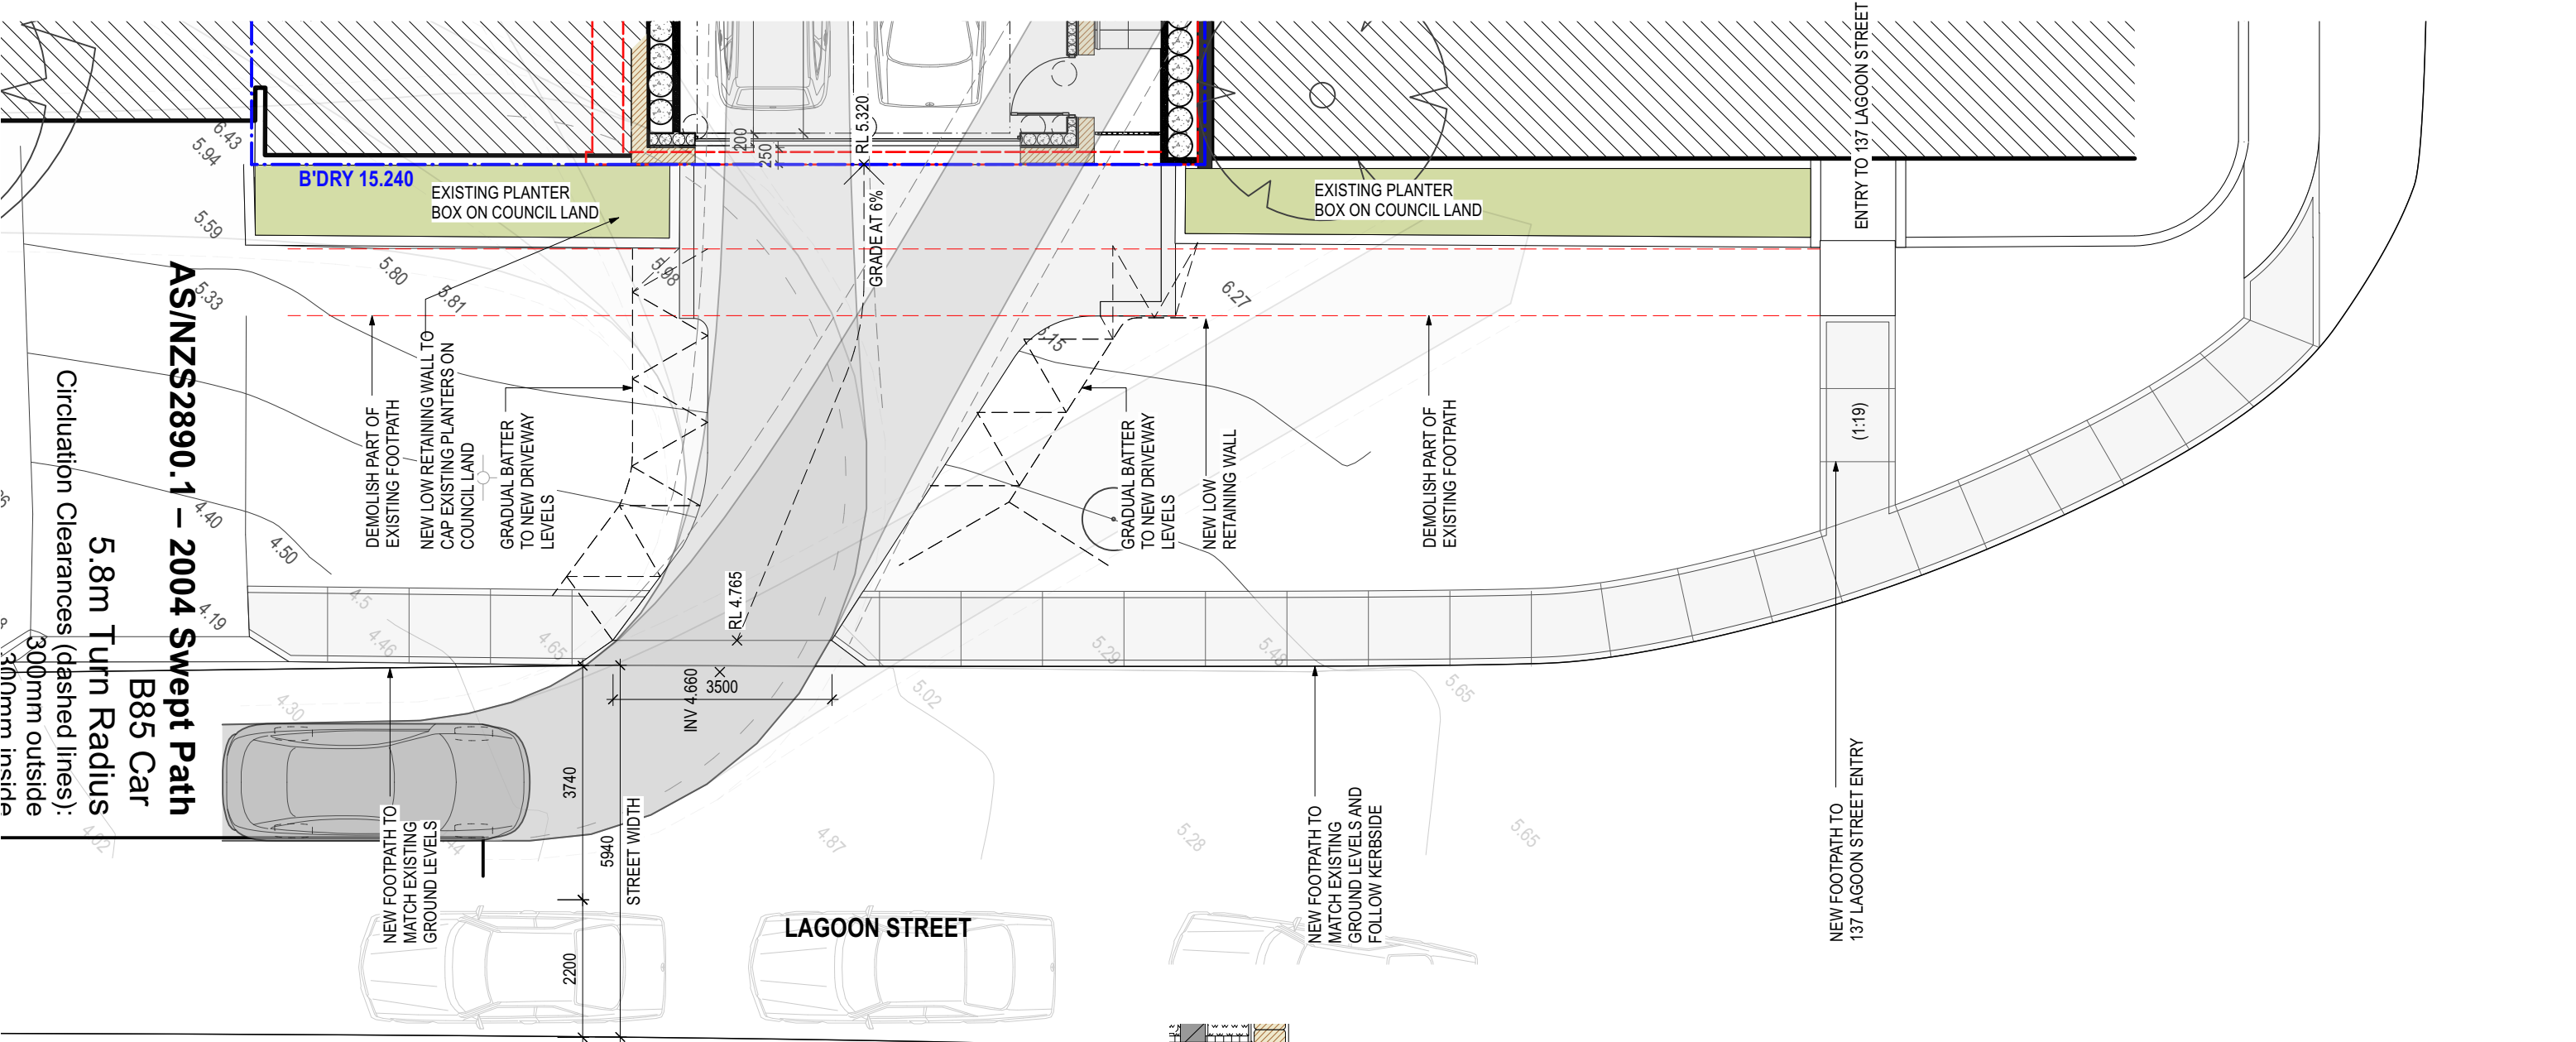 ENTRY TO 137 LAGOON STREET
RL 5.320
200
250
6.43
5.94
B'DRY 15.240
EXISTING PLANTER
BOX ON COUNCIL LAND
EXISTING PLANTER
BOX ON COUNCIL LAND
GRADE AT 6%
5.59
5.80
5.98
5.81
5.33
6.27
AS/NZS2890.1 – 2004 Swept Path
B85 Car
5.8m Turn Radius
Circluation Clearances (dashed lines):
300mm outside
300mm inside
DEMOLISH PART OF
EXISTING FOOTPATH
NEW LOW RETAINING WALL TO
CAP EXISTING PLANTERS ON
COUNCIL LAND
GRADUAL BATTER
TO NEW DRIVEWAY
LEVELS
GRADUAL BATTER
TO NEW DRIVEWAY
LEVELS
NEW LOW
RETAINING WALL
DEMOLISH PART OF
EXISTING FOOTPATH
(1:19)
4.40
4.50
4.19
4.5
4.46
4.65
RL 4.765
5.29
5.48
INV 4.660
3500
4.30
5.02
5.65
3740
5940
STREET WIDTH
4.87
5.28
5.65
2200
NEW FOOTPATH TO
MATCH EXISTING
GROUND LEVELS
LAGOON STREET
NEW FOOTPATH TO
MATCH EXISTING
GROUND LEVELS AND
FOLLOW KERBSIDE
NEW FOOTPATH TO
137 LAGOON STREET ENTRY